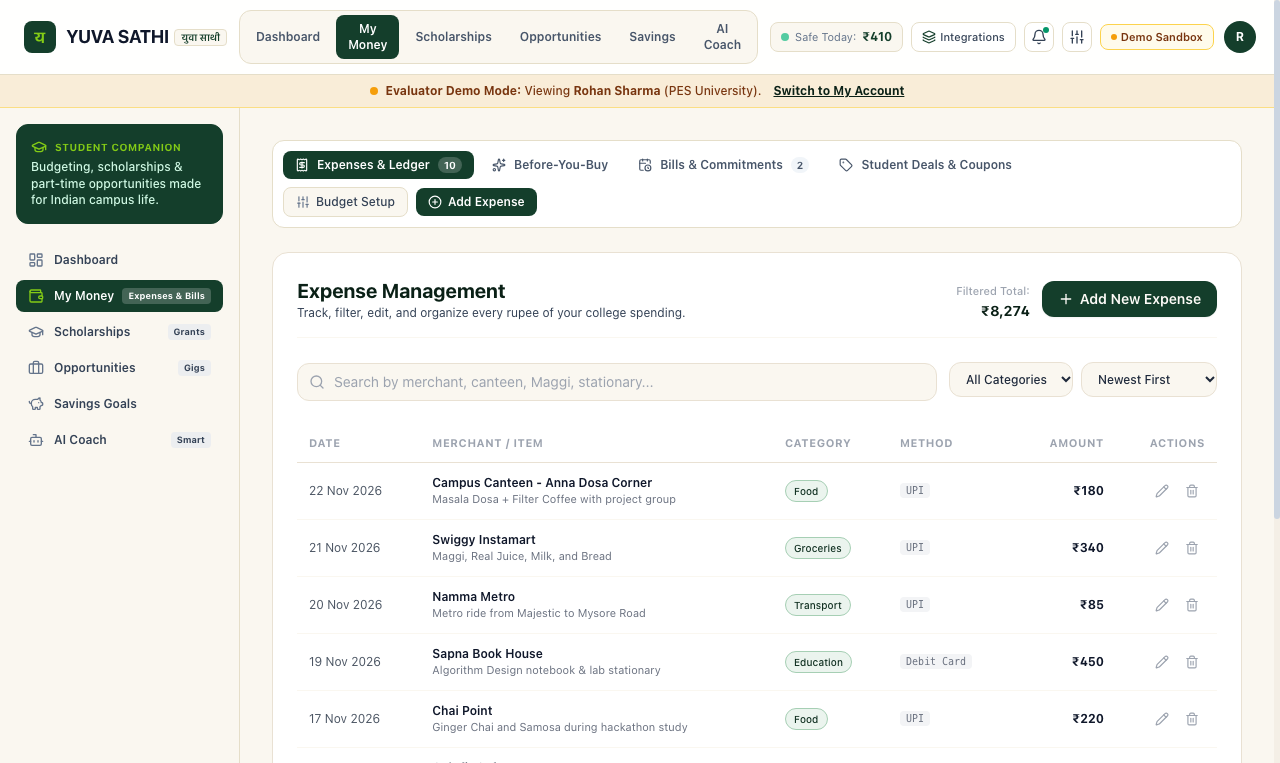 य YUVA SATHI युवा साथी
Dashboard
My Money
Scholarships
Opportunities
Savings
AI Coach
Safe Today: ₹410
Integrations
Demo Sandbox
R
Evaluator Demo Mode: Viewing Rohan Sharma (PES University). Switch to My Account
STUDENT COMPANION
Budgeting, scholarships &
part-time opportunities made
for Indian campus life.
Dashboard
My Money Expenses & Bills
Scholarships Grants
Opportunities Gigs
Savings Goals
AI Coach Smart
Expenses & Ledger 10
Before-You-Buy
Bills & Commitments 2
Student Deals & Coupons
Budget Setup
Add Expense
Expense Management
Track, filter, edit, and organize every rupee of your college spending.
Filtered Total:
₹8,274
Add New Expense
Search by merchant, canteen, Maggi, stationary...
All Categories
Newest First
DATE MERCHANT / ITEM CATEGORY METHOD AMOUNT ACTIONS
22 Nov 2026 Campus Canteen - Anna Dosa Corner Food UPI ₹180
Masala Dosa + Filter Coffee with project group
21 Nov 2026 Swiggy Instamart Groceries UPI ₹340
Maggi, Real Juice, Milk, and Bread
20 Nov 2026 Namma Metro Transport UPI ₹85
Metro ride from Majestic to Mysore Road
19 Nov 2026 Sapna Book House Education Debit Card ₹450
Algorithm Design notebook & lab stationary
17 Nov 2026 Chai Point Food UPI ₹220
Ginger Chai and Samosa during hackathon study